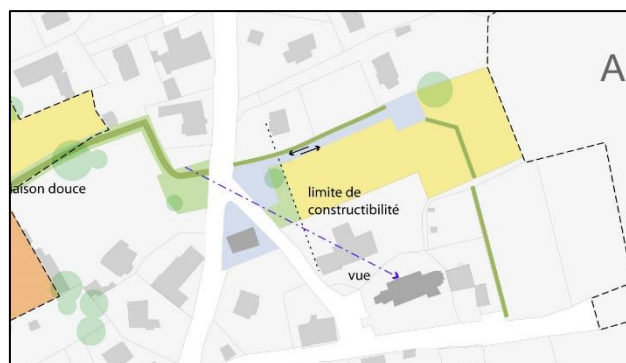 A
aison douce
limite de
constructibilité
vue